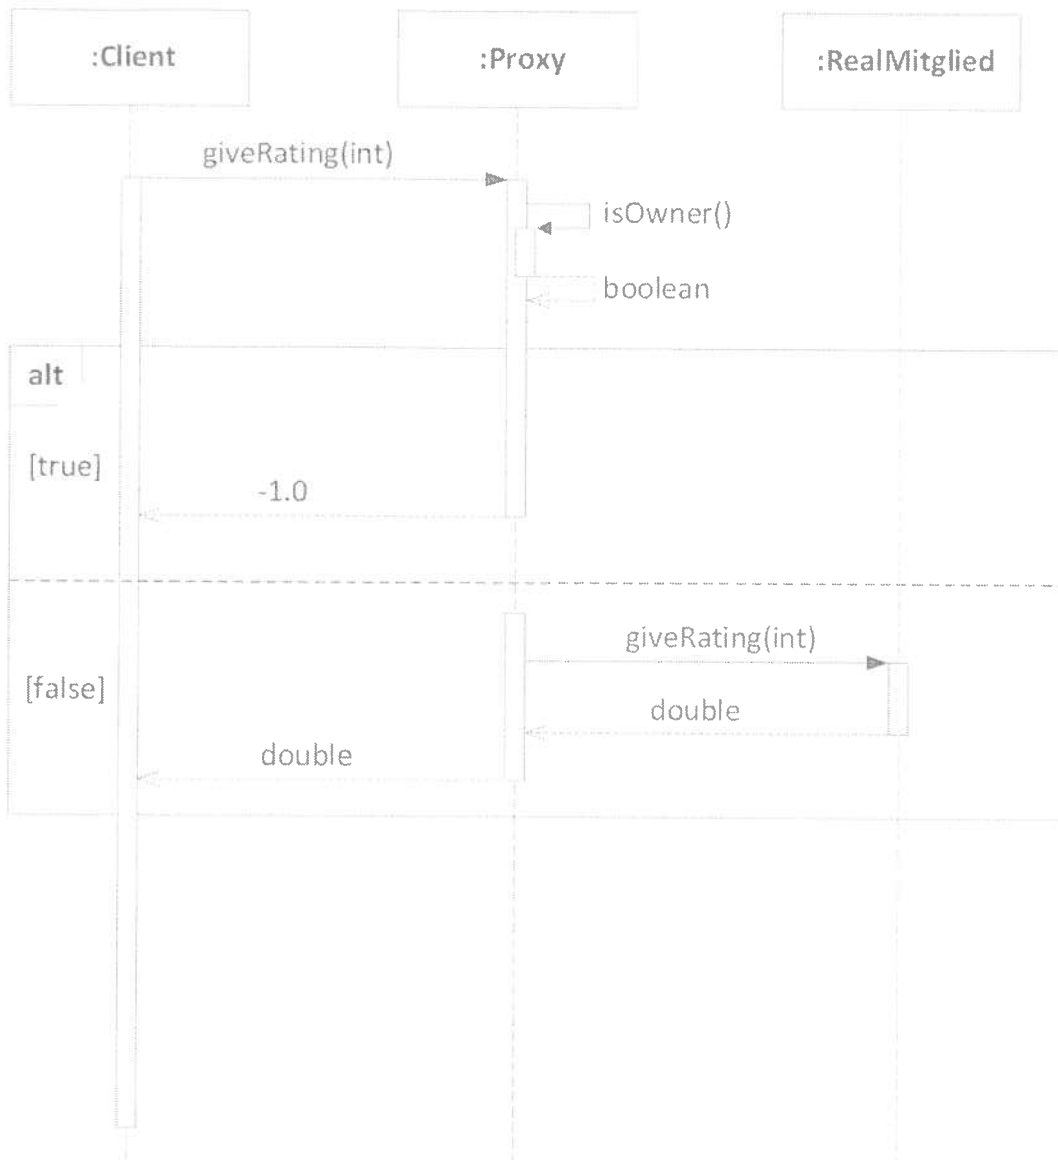 :Client
:Proxy
:RealMitglied
giveRating(int)
isOwner()
boolean
alt
[true]
-1.0
giveRating(int)
[false]
double
double